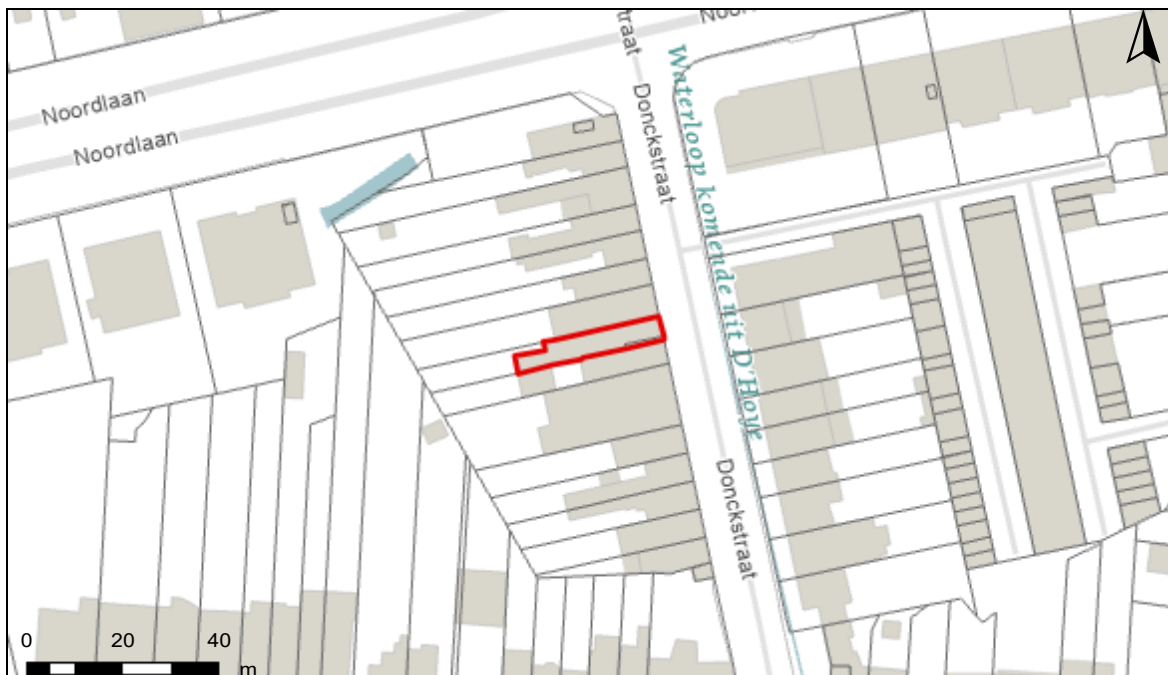 Noordlaan
Noordlaan
Donckstraat
Waterloop komende uit D'Hoye
Donckstraat
0 20 40
m